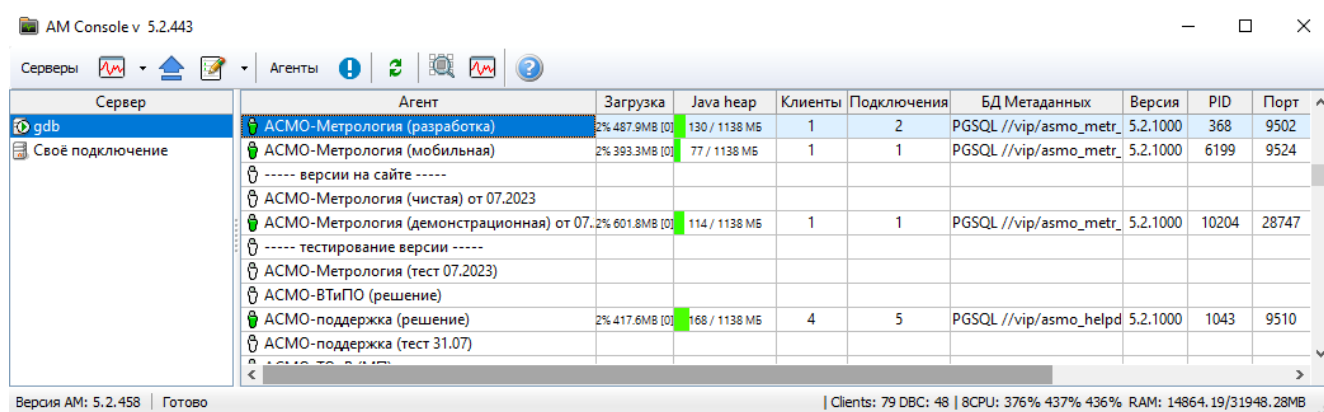 AM Console v 5.2.443
Серверы Агенты
Сервер Агент Загрузка Java heap Клиенты Подключения БД Метаданных Версия PID Порт
gdb АСМО-Метрология (разработка) 2% 487.9MB [0] 130 / 1138 МБ 1 2 PGSQL //vip/asmo_metr_ 5.2.1000 368 9502
Своё подключение АСМО-Метрология (мобильная) 2% 393.3MB [0] 77 / 1138 МБ 1 1 PGSQL //vip/asmo_metr_ 5.2.1000 6199 9524
----- версии на сайте -----
АСМО-Метрология (чистая) от 07.2023
АСМО-Метрология (демонстрационная) от 07.. 2% 601.8MB [0] 114 / 1138 МБ 1 1 PGSQL //vip/asmo_metr_ 5.2.1000 10204 28747
----- тестирование версии -----
АСМО-Метрология (тест 07.2023)
АСМО-ВТиПО (решение)
АСМО-поддержка (решение) 2% 417.6MB [0] 168 / 1138 МБ 4 5 PGSQL //vip/asmo_helpd 5.2.1000 1043 9510
АСМО-поддержка (тест 31.07)
Версия AM: 5.2.458 Готово | Clients: 79 DBC: 48 | 8CPU: 376% 437% 436% RAM: 14864.19/31948.28MB